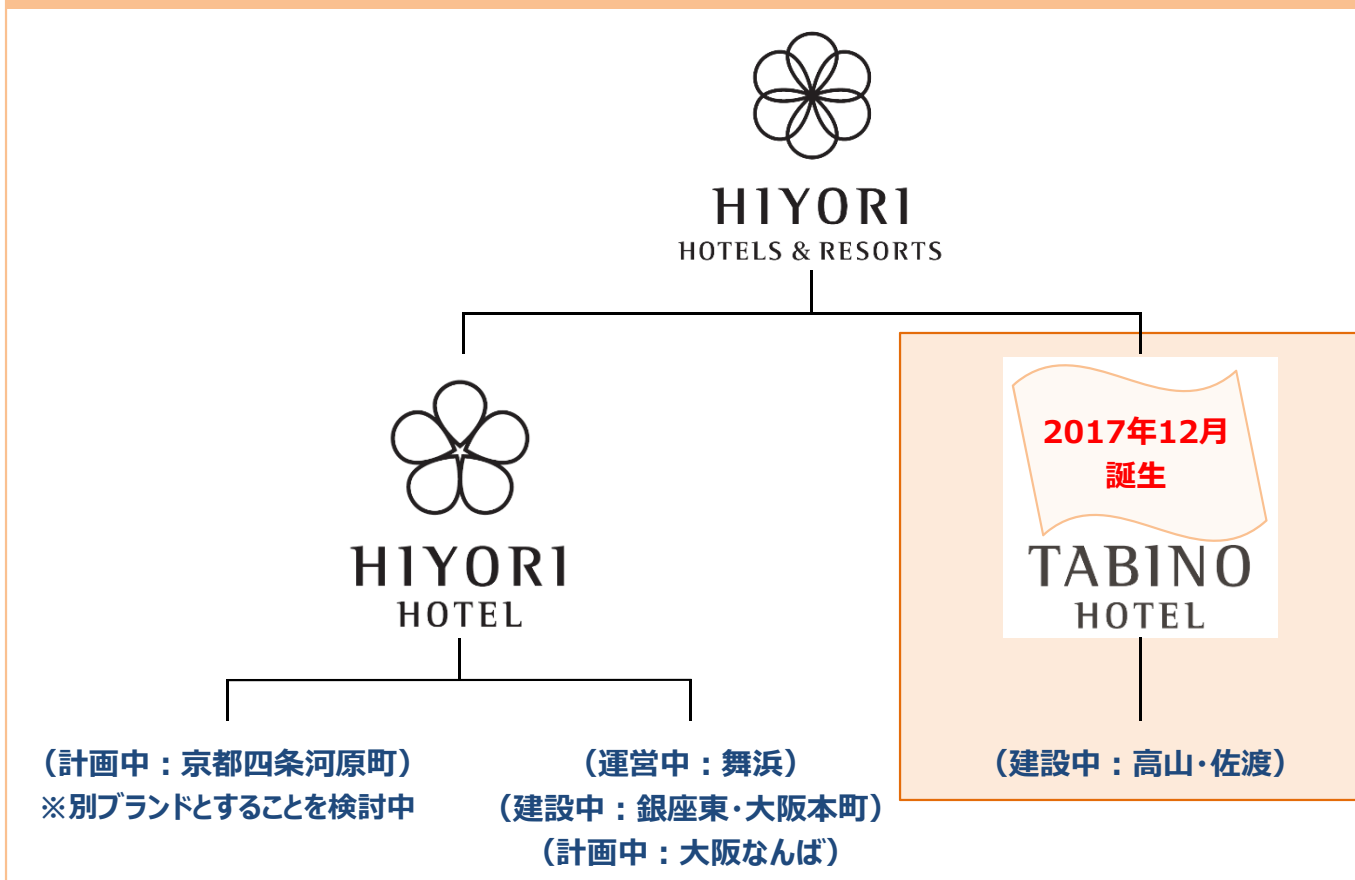 HIYORI
HOTELS & RESORTS
HIYORI
HOTEL
2017年12月
誕生
TABINO
HOTEL
（計画中：京都四条河原町）
※別ブランドとすることを検討中
（運営中：舞浜）
（建設中：銀座東・大阪本町）
（計画中：大阪なんば）
（建設中：高山・佐渡）